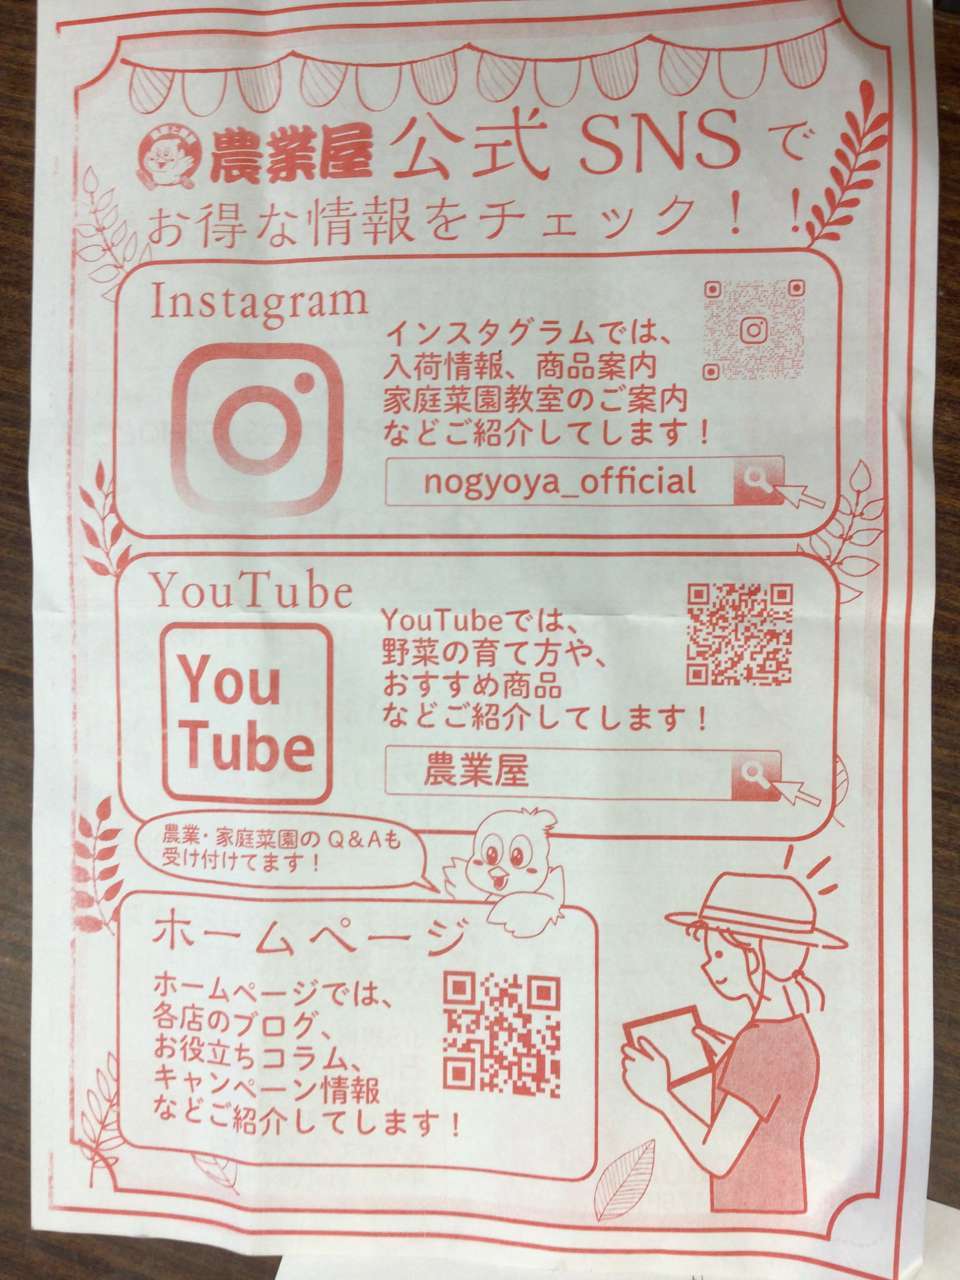 農業屋 公式 SNS で
お得な情報をチェック！！
Instagram
インスタグラムでは、
入荷情報、商品案内
家庭菜園教室のご案内
などご紹介してします！
nogyoya_official
YouTube
You
Tube
YouTubeでは、
野菜の育て方や、
おすすめ商品
などご紹介してします！
農業屋
農業・家庭菜園のQ&Aも
受け付けてます！
ホームページ
ホームページでは、
各店のブログ、
お役立ちコラム、
キャンペーン情報
などご紹介してします！